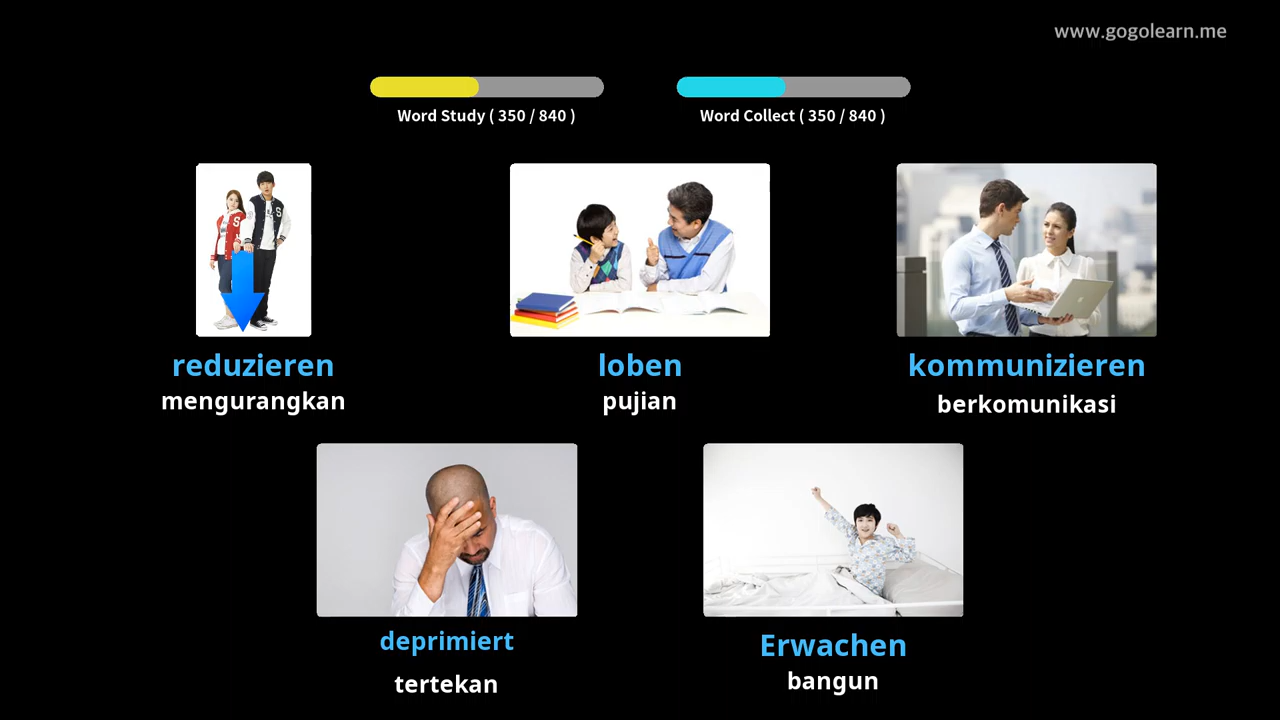 www.gogolearn.me
Word Study ( 350 / 840 )
Word Collect ( 350 / 840 )
S
S
reduzieren
mengurangkan
loben
pujian
kommunizieren
berkomunikasi
deprimiert
tertekan
Erwachen
bangun